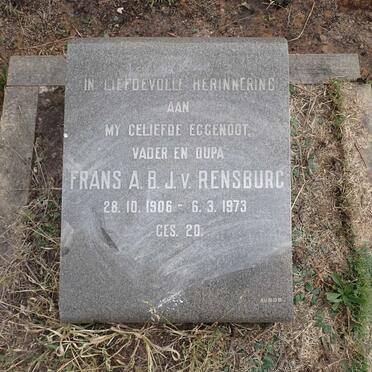 IN LIEFDEVOLLE HERINNERING
AAN
MY GELIEFDE EGGENOOT,
VADER EN OUPA
FRANS A. B. J. v. RENSBURG
28. 10. 1906 - 6. 3. 1973
GES. 20.